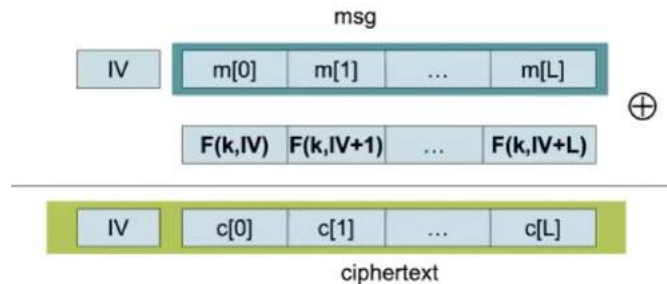 msg
IV m[0] m[1] ... m[L]
⊕
F(k,IV) F(k,IV+1) ... F(k,IV+L)
IV c[0] c[1] ... c[L]
ciphertext